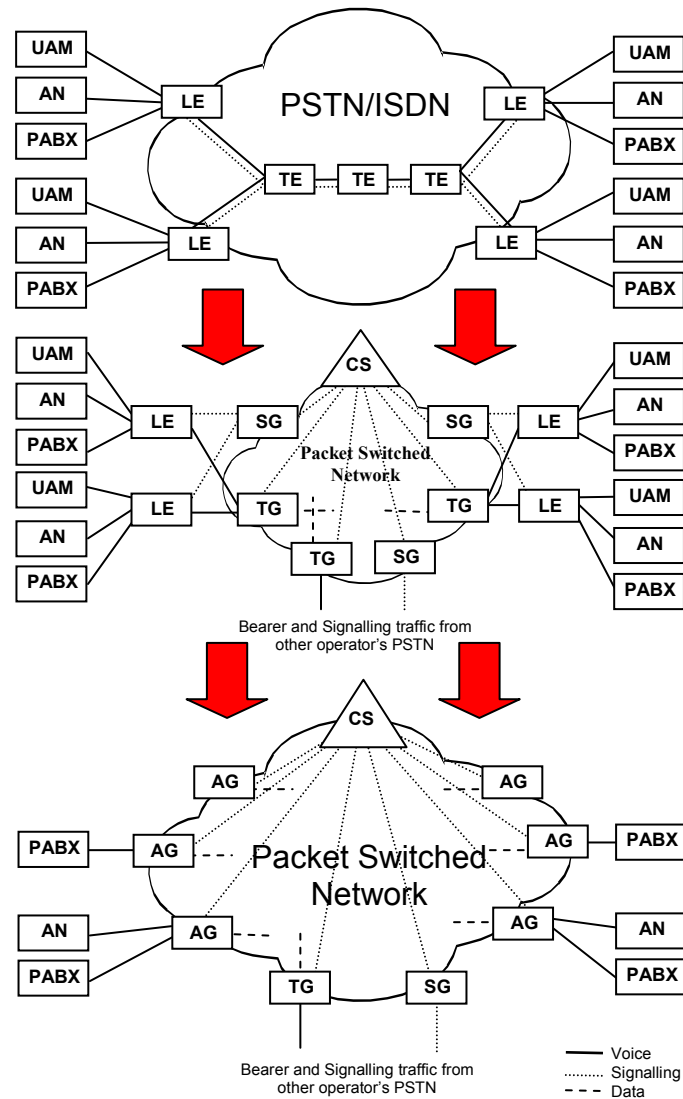 UAM
UAM
AN
LE
PSTN/ISDN
LE
AN
PABX
PABX
TE
TE
TE
UAM
UAM
AN
LE
LE
AN
PABX
PABX
CS
UAM
UAM
AN
LE
SG
SG
LE
AN
PABX
PABX
Packet Switched
Network
UAM
UAM
LE
TG
TG
LE
AN
AN
TG
SG
PABX
PABX
Bearer and Signalling traffic from
other operator's PSTN
CS
AG
AG
PABX
AG
AG
PABX
Packet Switched
Network
AN
AG
AG
AN
PABX
PABX
TG
SG
Bearer and Signalling traffic from
other operator's PSTN
Voice
Signalling
Data